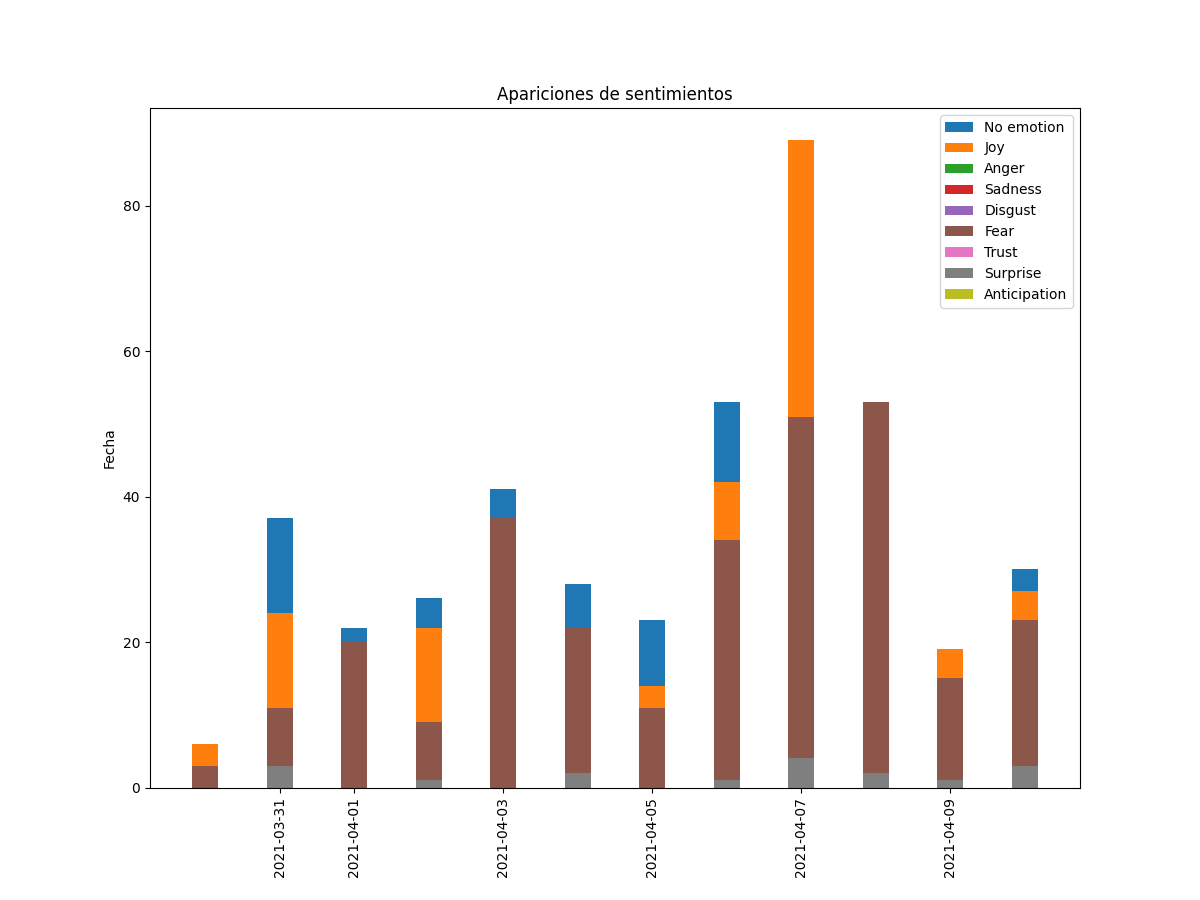 Apariciones de sentimientos
No emotion
Joy
Anger
Sadness
Disgust
Fear
Trust
Surprise
Anticipation
Fecha
80
60
40
20
0
2021-03-31
2021-04-01
2021-04-03
2021-04-05
2021-04-07
2021-04-09